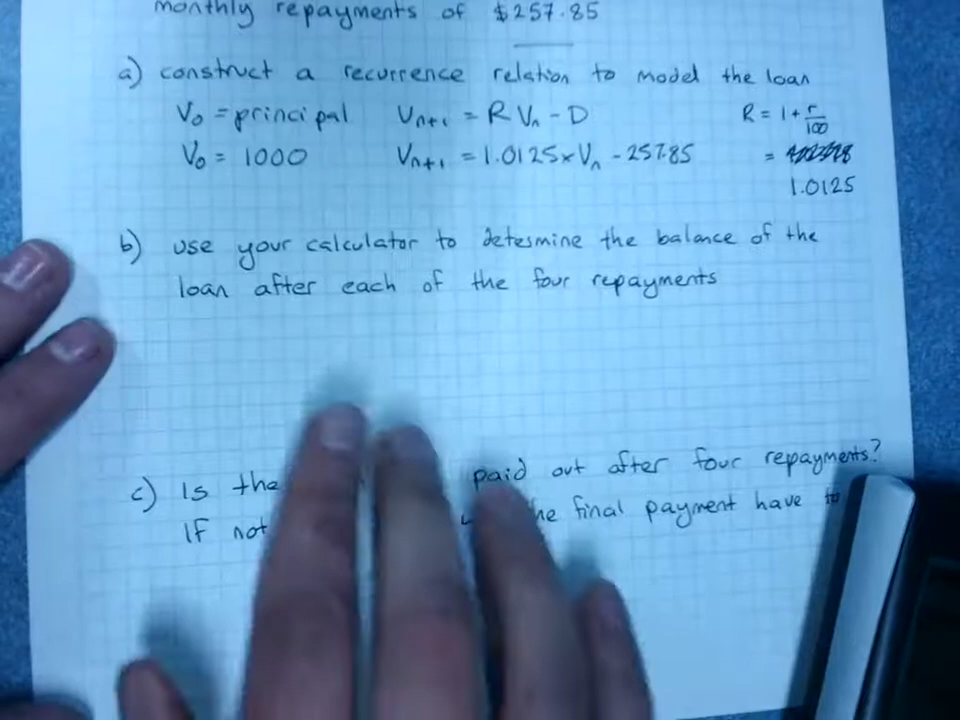 monthly repayments of $257.85
a) construct a recurrence relation to model the loan
V₀ = principal Vₙ₊₁ = R Vₙ - D R = 1 + r/100
V₀ = 1000 Vₙ₊₁ = 1.0125 × Vₙ - 257.85 =
1.0125
b) use your calculator to determine the balance of the
loan after each of the four repayments
c) Is the paid out after four repayments?
If not the final payment have to